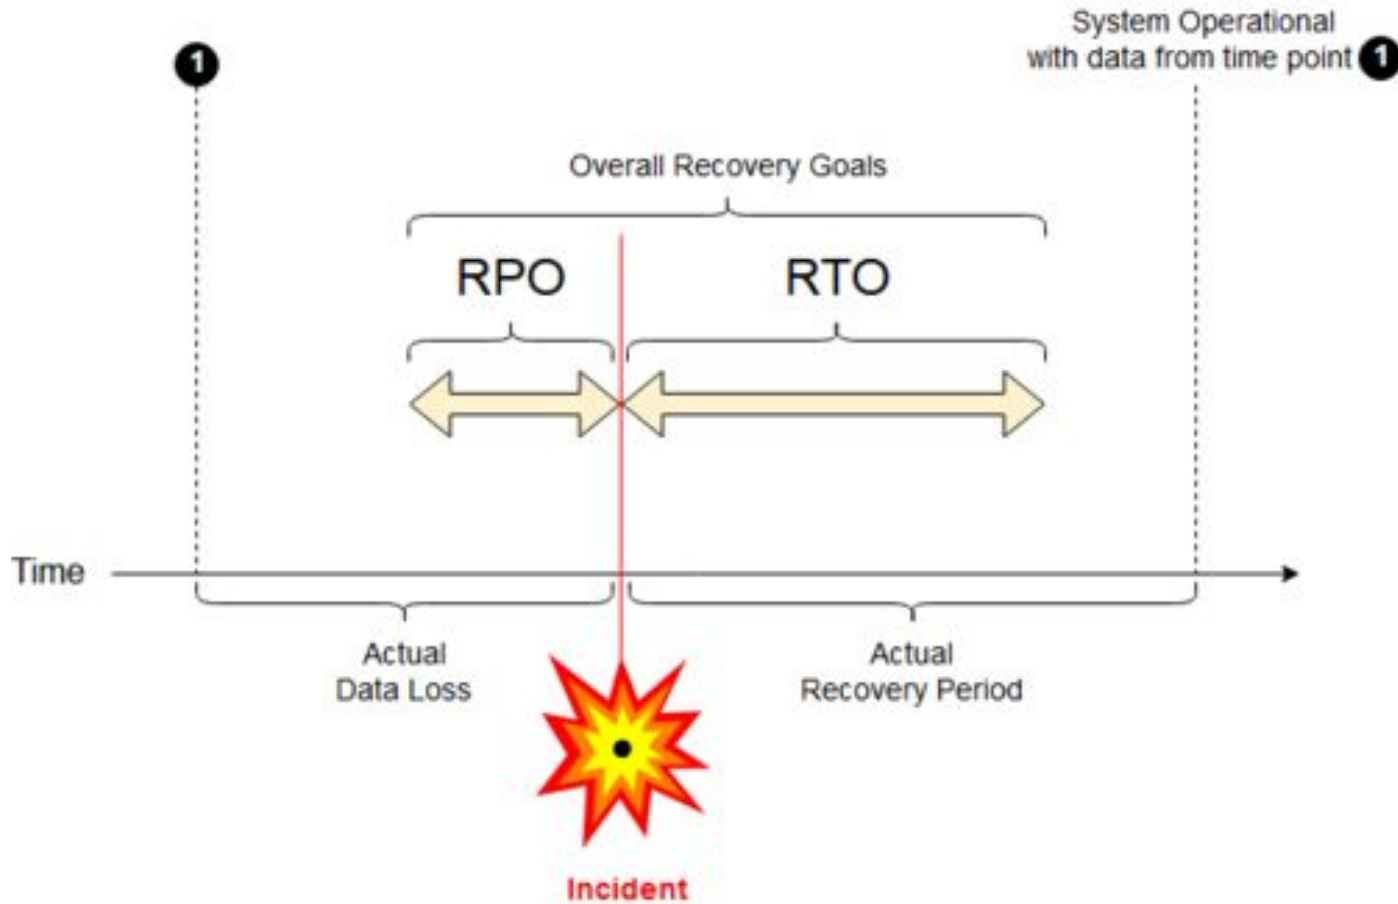 System Operational
1
with data from time point 1
Overall Recovery Goals
RPO
RTO
Time
Actual
Data Loss
Actual
Recovery Period
Incident